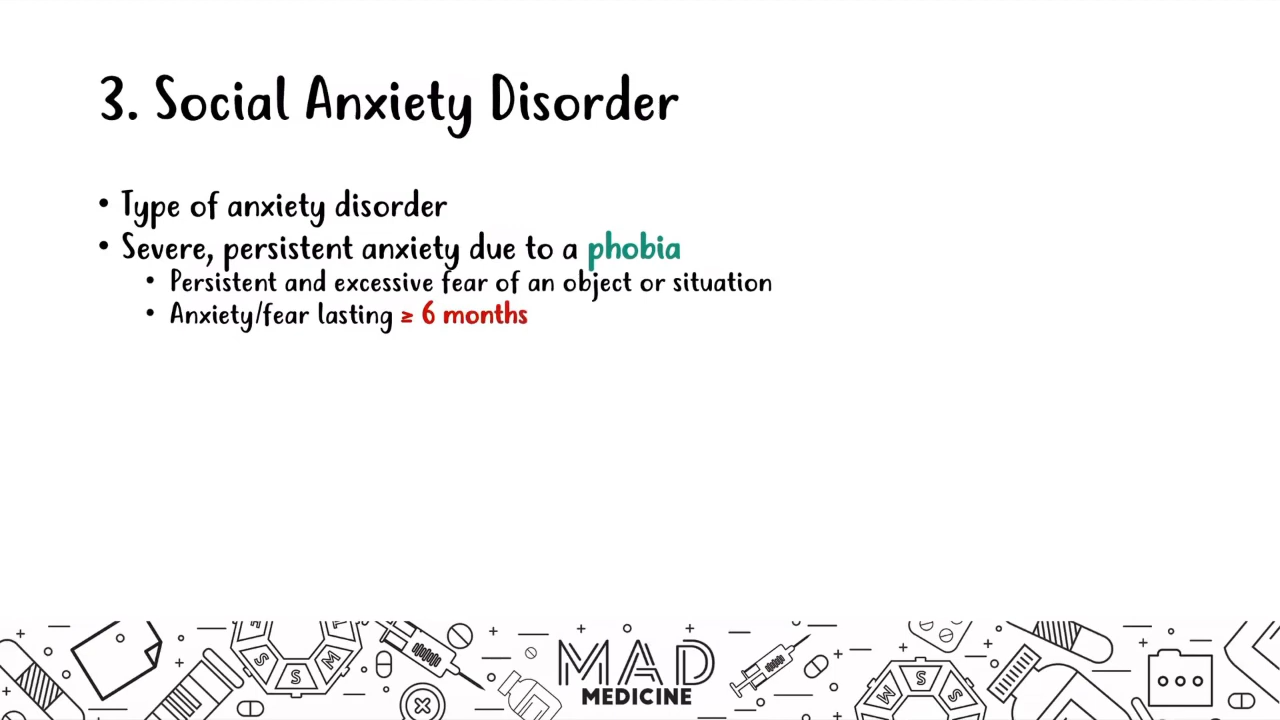 3. Social Anxiety Disorder
• Type of anxiety disorder
• Severe, persistent anxiety due to a phobia
• Persistent and excessive fear of an object or situation
• Anxiety/fear lasting ≥ 6 months
S
S
M
MAD
MEDICINE
M
S
S